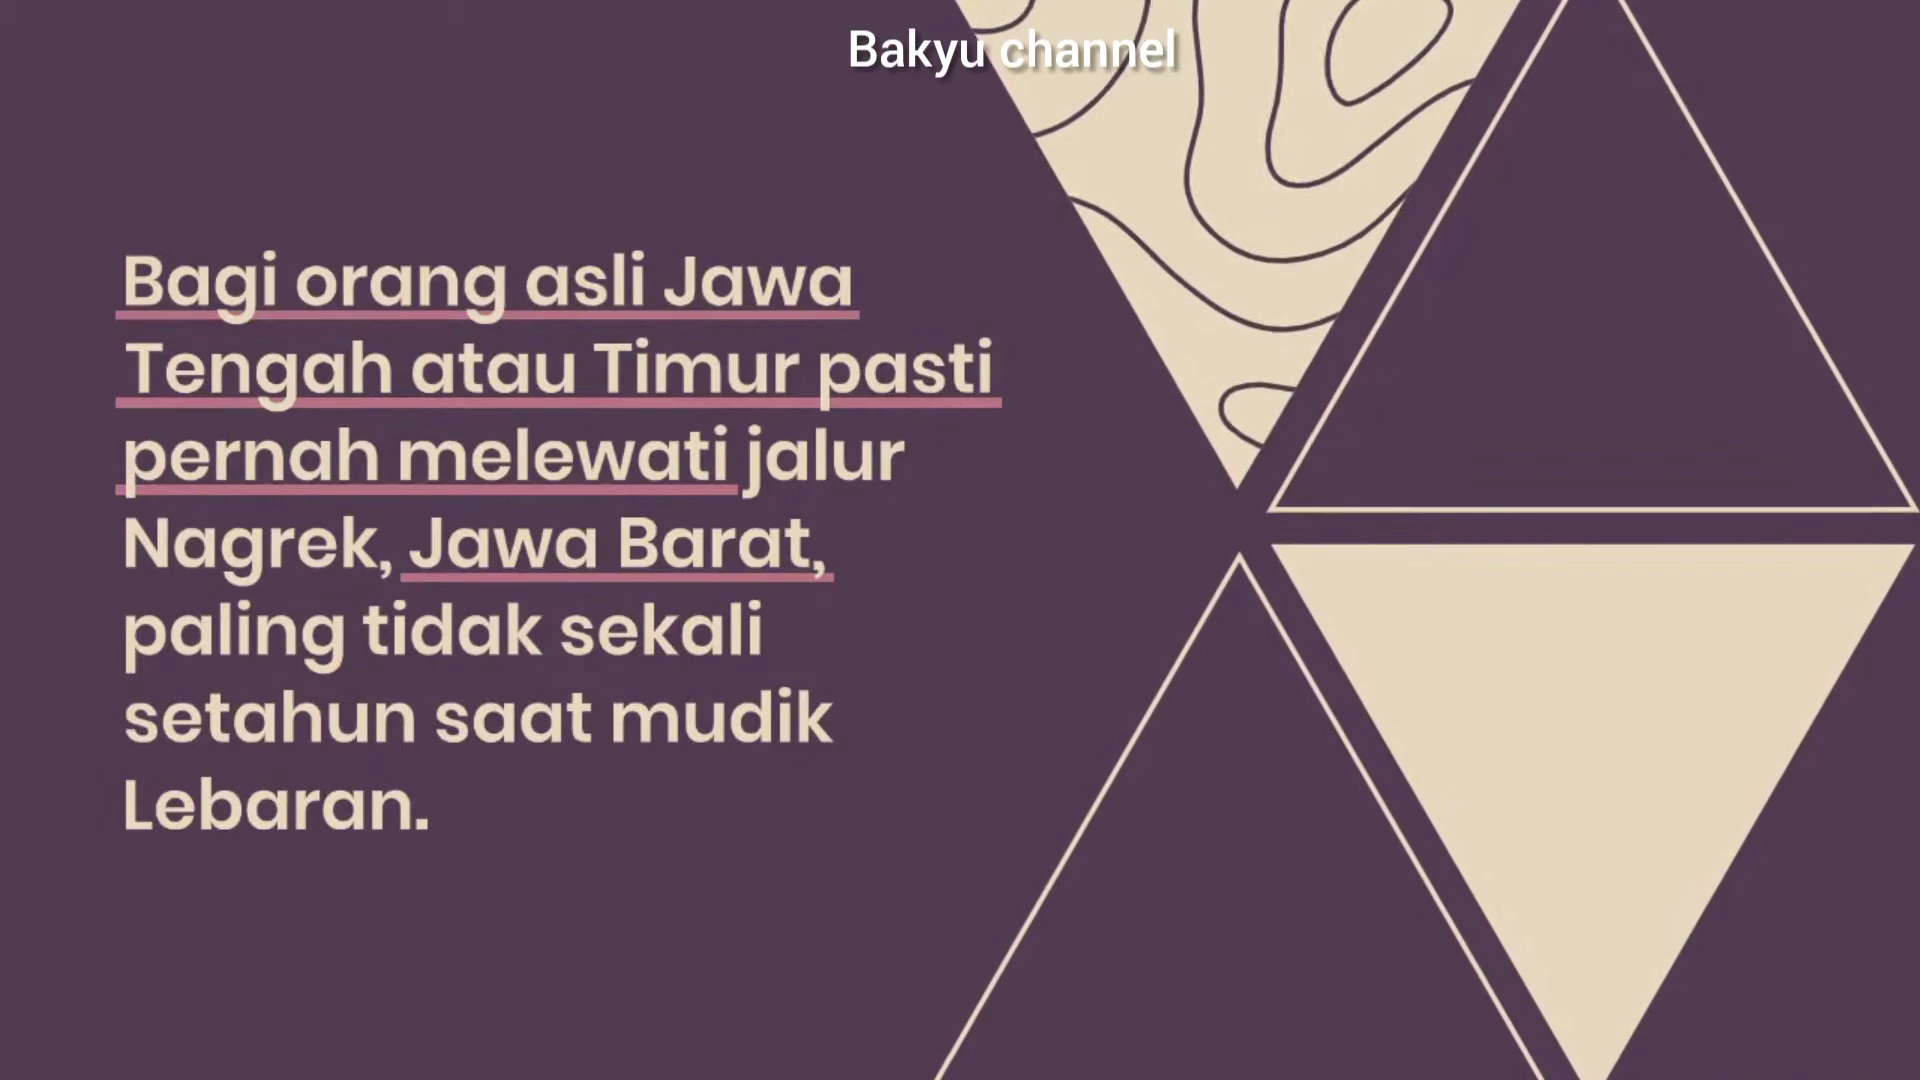 Bakyu channel
Bagi orang asli Jawa
Tengah atau Timur pasti
pernah melewati jalur
Nagrek, Jawa Barat,
paling tidak sekali
setahun saat mudik
Lebaran.